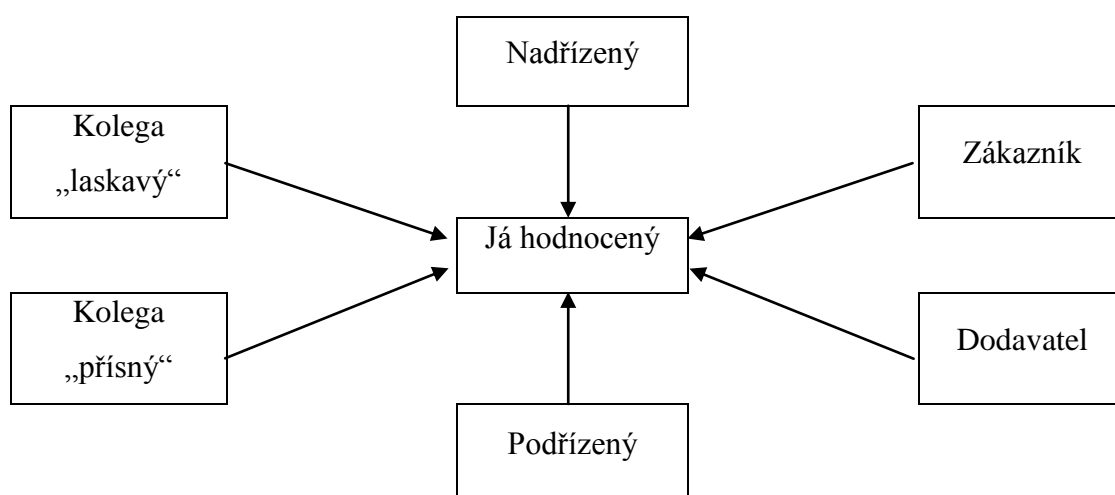 Nadřízený
Kolega
„laskavý“
Zákazník
Já hodnocený
Kolega
„přísný“
Dodavatel
Podřízený